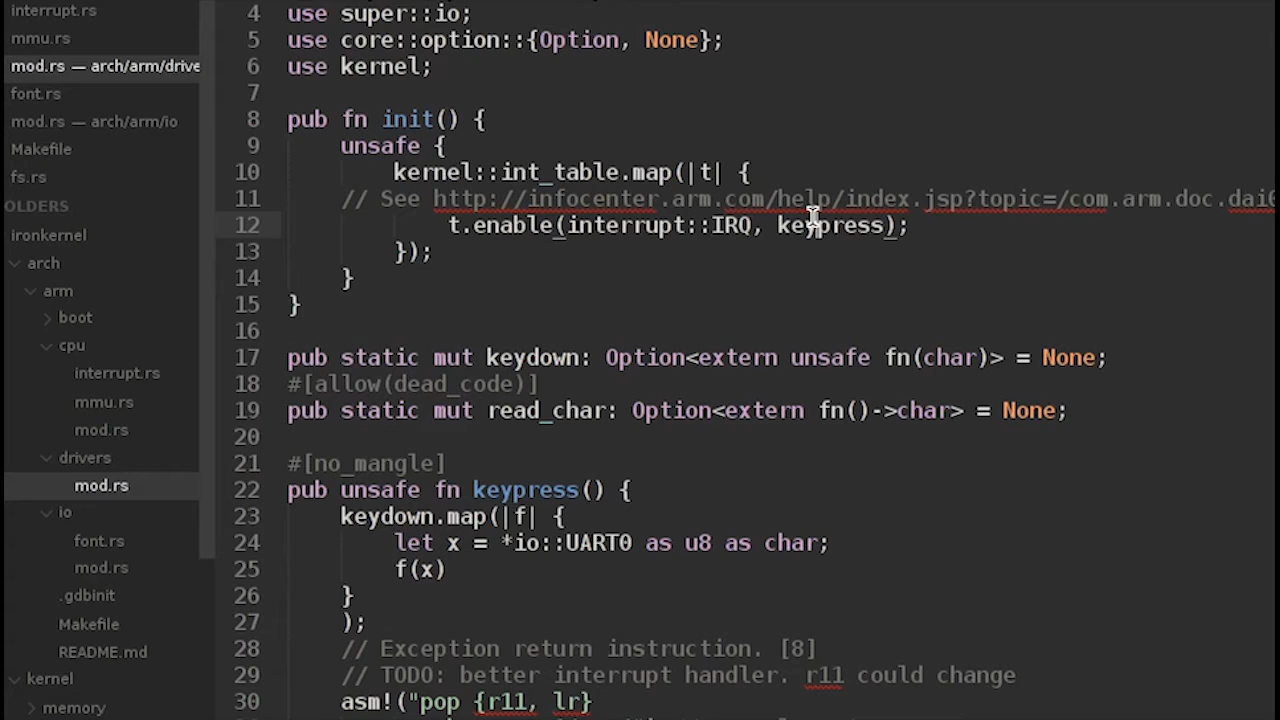 interrupt.rs
mmu.rs
mod.rs — arch/arm/drive
font.rs
mod.rs — arch/arm/io
Makefile
fs.rs
OLDERS
ironkernel
arch
arm
boot
cpu
interrupt.rs
mmu.rs
mod.rs
drivers
mod.rs
io
font.rs
mod.rs
.gdbinit
Makefile
README.md
kernel
memory
4 use super::io;
5 use core::option::{Option, None};
6 use kernel;
7
8 pub fn init() {
9 unsafe {
10 kernel::int_table.map(|t| {
11 // See http://infocenter.arm.com/help/index.jsp?topic=/com.arm.doc.dai0
12 t.enable(interrupt::IRQ, keypress);
13 });
14 }
15 }
16
17 pub static mut keydown: Option<extern unsafe fn(char)> = None;
18 #[allow(dead_code)]
19 pub static mut read_char: Option<extern fn()->char> = None;
20
21 #[no_mangle]
22 pub unsafe fn keypress() {
23 keydown.map(|f| {
24 let x = *io::UART0 as u8 as char;
25 f(x)
26 }
27 );
28 // Exception return instruction. [8]
29 // TODO: better interrupt handler. r11 could change
30 asm!("pop {r11, lr}